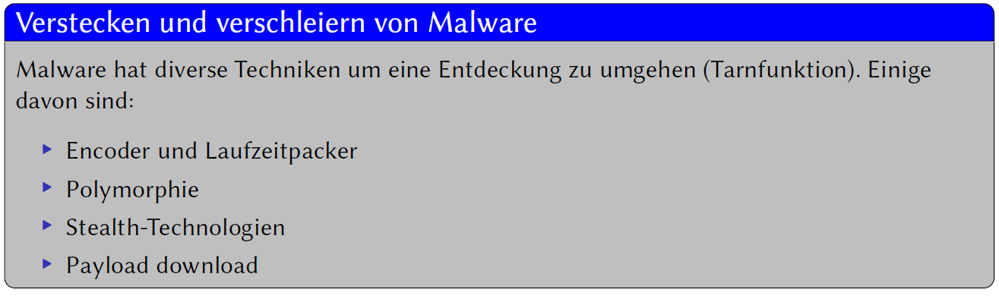 Verstecken und verschleiern von Malware
Malware hat diverse Techniken um eine Entdeckung zu umgehen (Tarnfunktion). Einige
davon sind:
Encoder und Laufzeitpacker
Polymorphie
Stealth-Technologien
Payload download